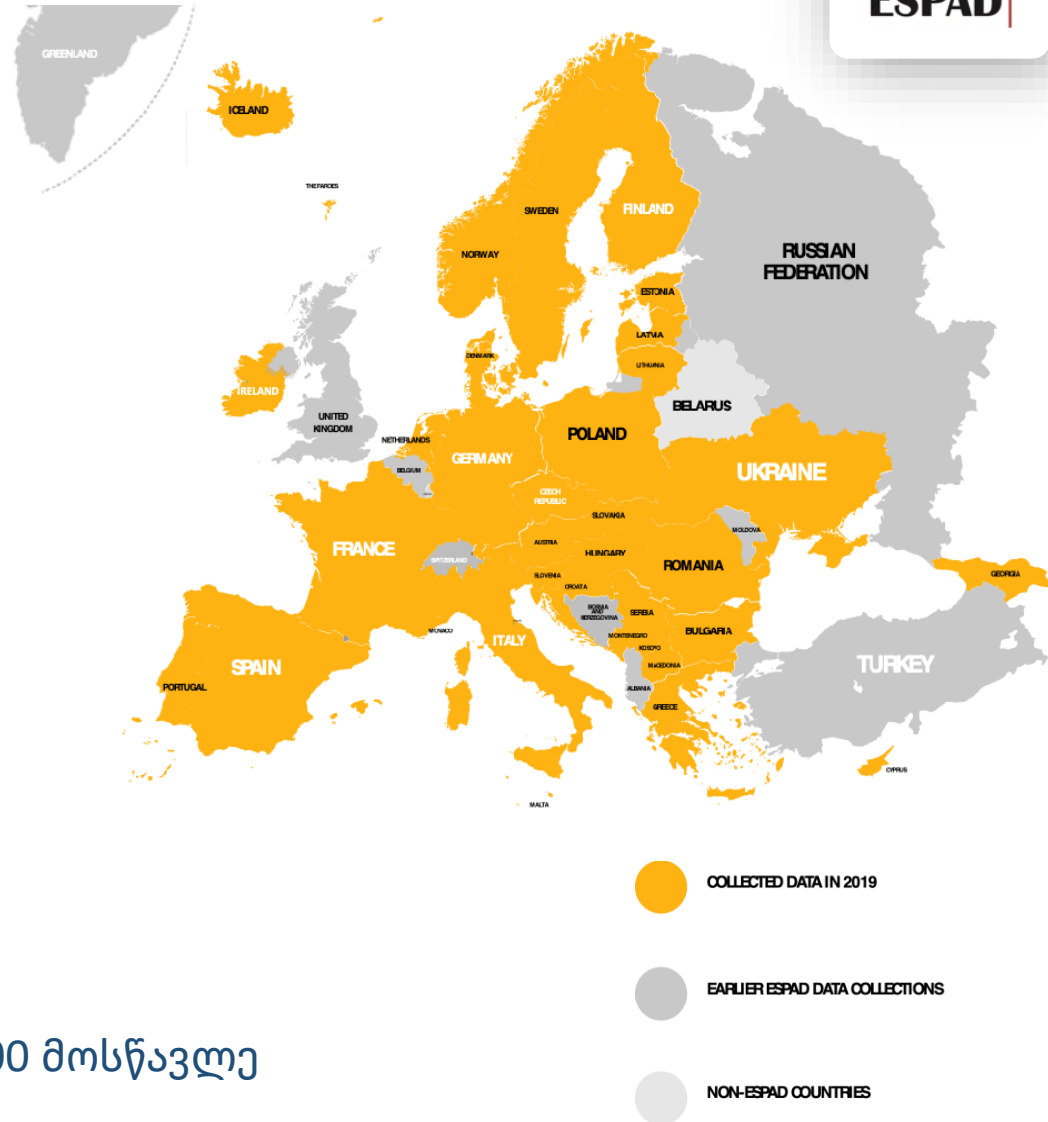 ESPAD
GREENLAND
ICELAND
THE FAROES
SWEDEN
FINLAND
NORWAY
RUSSIAN
FEDERATION
ESTONIA
LATVIA
DENMARK
LITHUANIA
IRELAND
UNITED
KINGDOM
BELARUS
NETHERLANDS
POLAND
GERMANY
BELGIUM
UKRAINE
CZECH
REPUBLIC
SLOVAKIA
MOLDOVA
FRANCE
AUSTRIA
HUNGARY
SWITZERLAND
ROMANIA
SLOVENIA
GEORGIA
CROATA
BOSNIA
AND
HERZEGOVINA
SERBIA
MONACO
ITALY
MONTENEGRO
BULGARIA
KOSOVO
SPAIN
MACEDONIA
TURKEY
PORTUGAL
ALBANIA
GREECE
CYPRUS
MALTA
COLLECTED DATA IN 2019
EARLIER ESPAD DATA COLLECTIONS
00 მოსწავლე
NON-ESPAD COUNTRIES